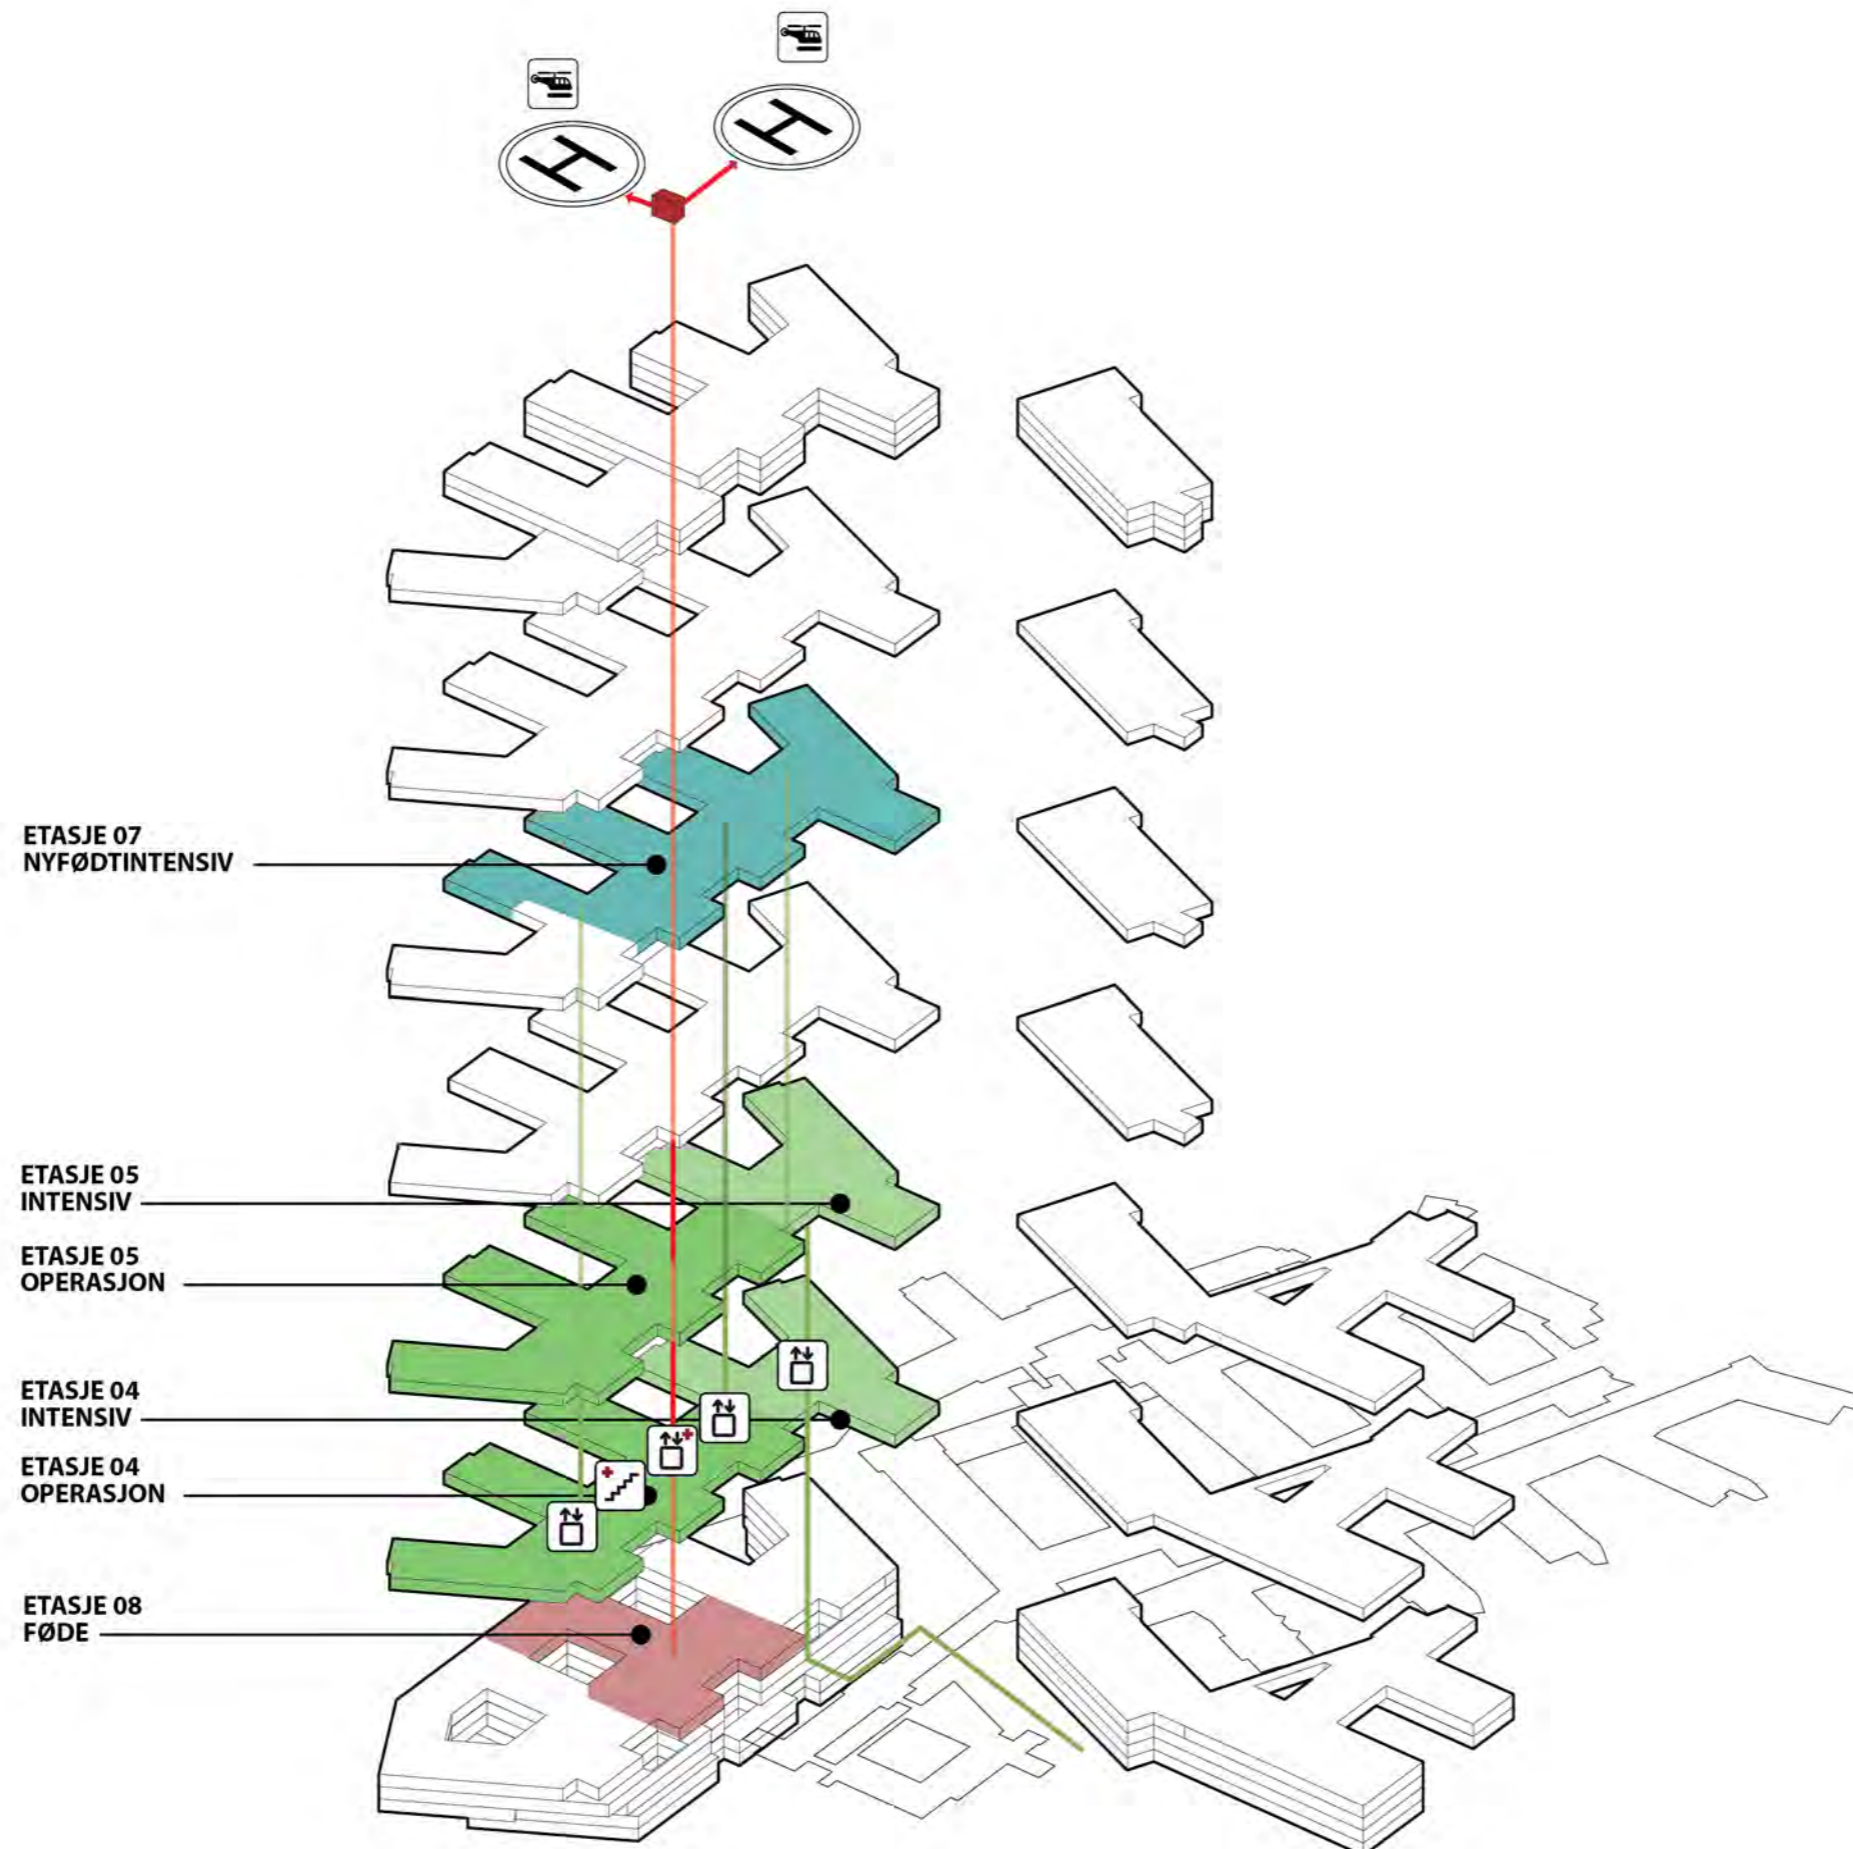 H
H
ETASJE 07
NYFØDTINTENSIV
ETASJE 05
INTENSIV
ETASJE 05
OPERASJON
ETASJE 04
INTENSIV
ETASJE 04
OPERASJON
ETASJE 08
FØDE